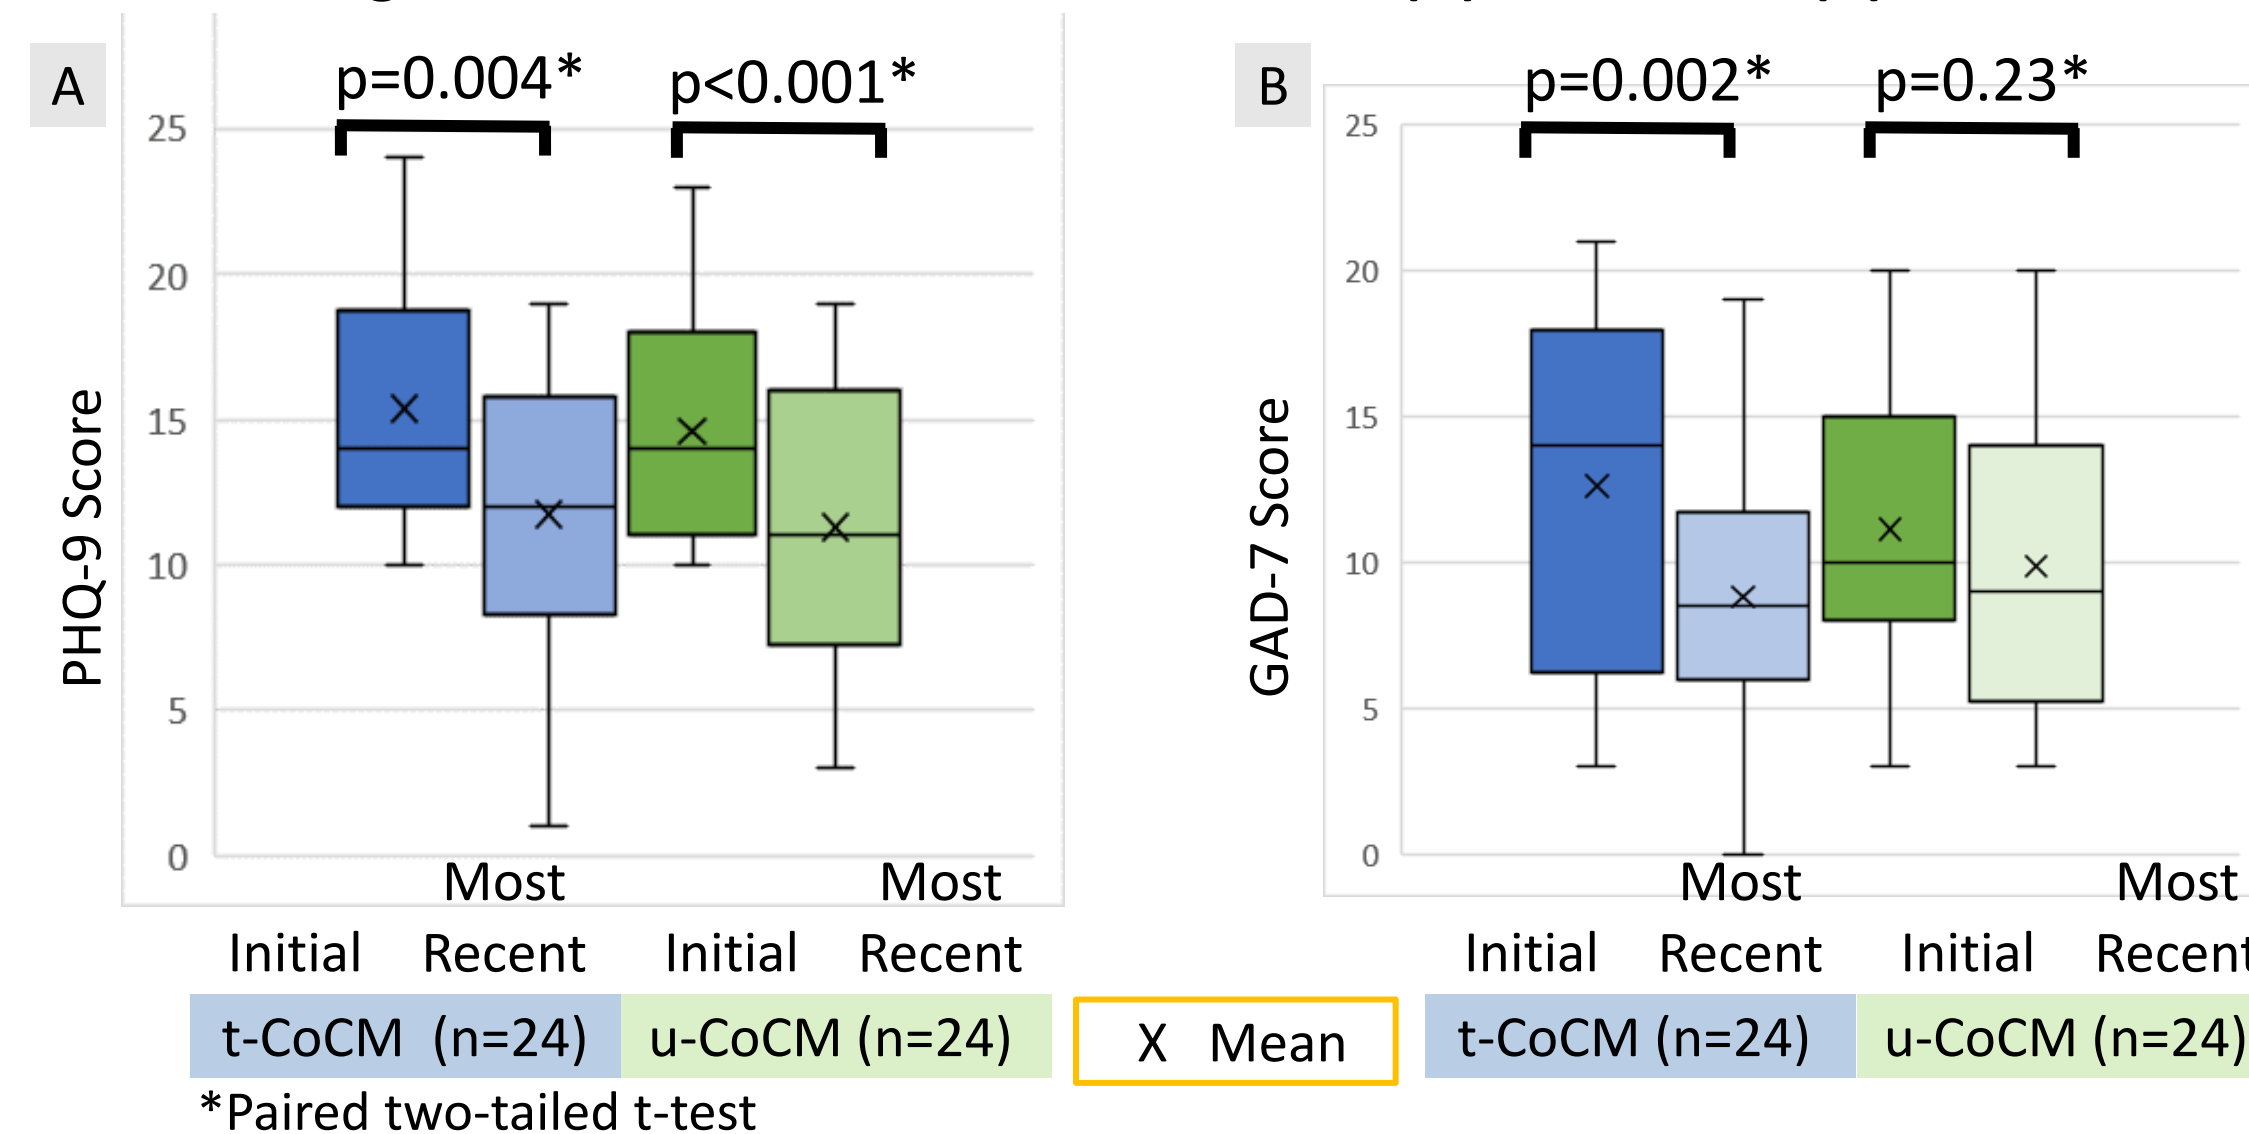 A
p=0.004*
p<0.001*
25
20
15
10
5
0
PHQ-9 Score
Most
Most
Initial
Recent
Initial
Recent
t-CoCM (n=24)
u-CoCM (n=24)
*Paired two-tailed t-test
X Mean
B
p=0.002*
p=0.23*
25
20
15
10
5
0
GAD-7 Score
Most
Most
Initial
Recent
Initial
Recent
t-CoCM (n=24)
u-CoCM (n=24)